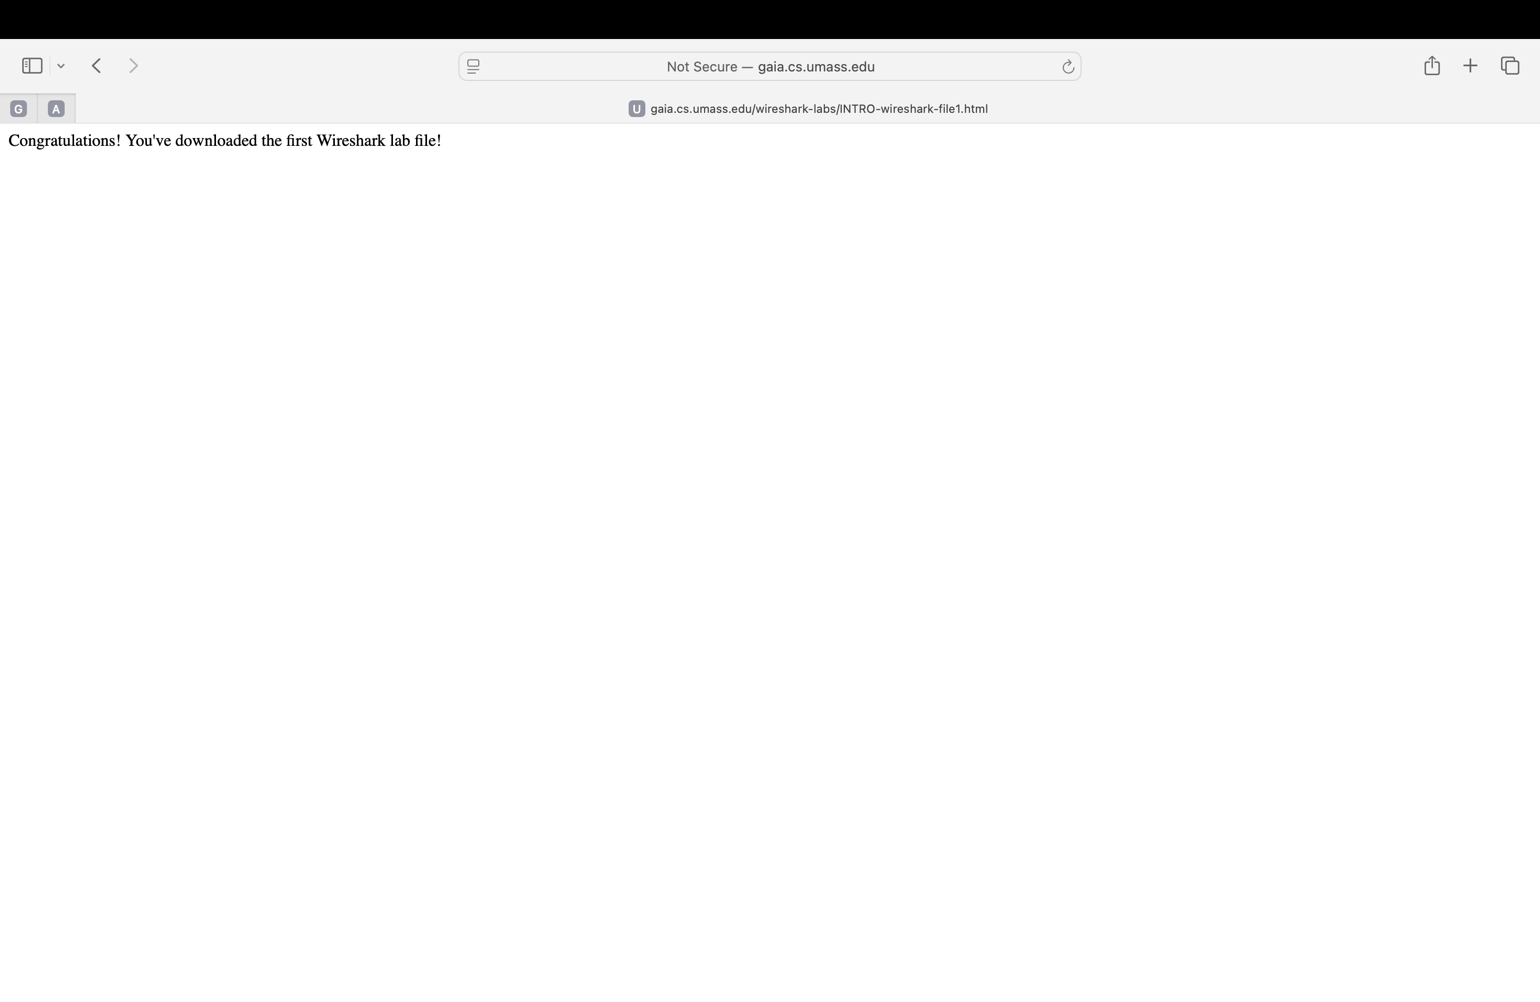 Not Secure — gaia.cs.umass.edu
G
A
U gaia.cs.umass.edu/wireshark-labs/INTRO-wireshark-file1.html
Congratulations! You've downloaded the first Wireshark lab file!